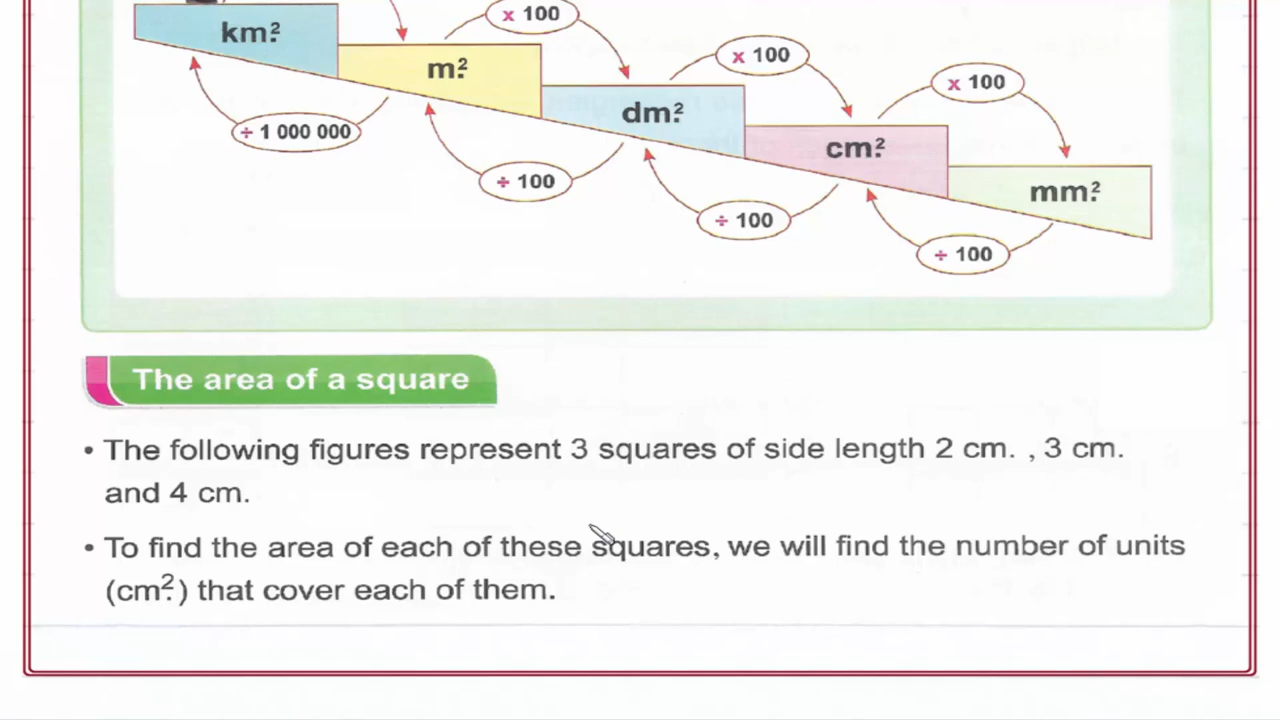 x 100
km²
x 100
m²
x 100
dm²
÷ 1 000 000
cm²
÷ 100
mm²
÷ 100
÷ 100
The area of a square
• The following figures represent 3 squares of side length 2 cm. , 3 cm.
and 4 cm.
• To find the area of each of these squares, we will find the number of units
(cm².) that cover each of them.